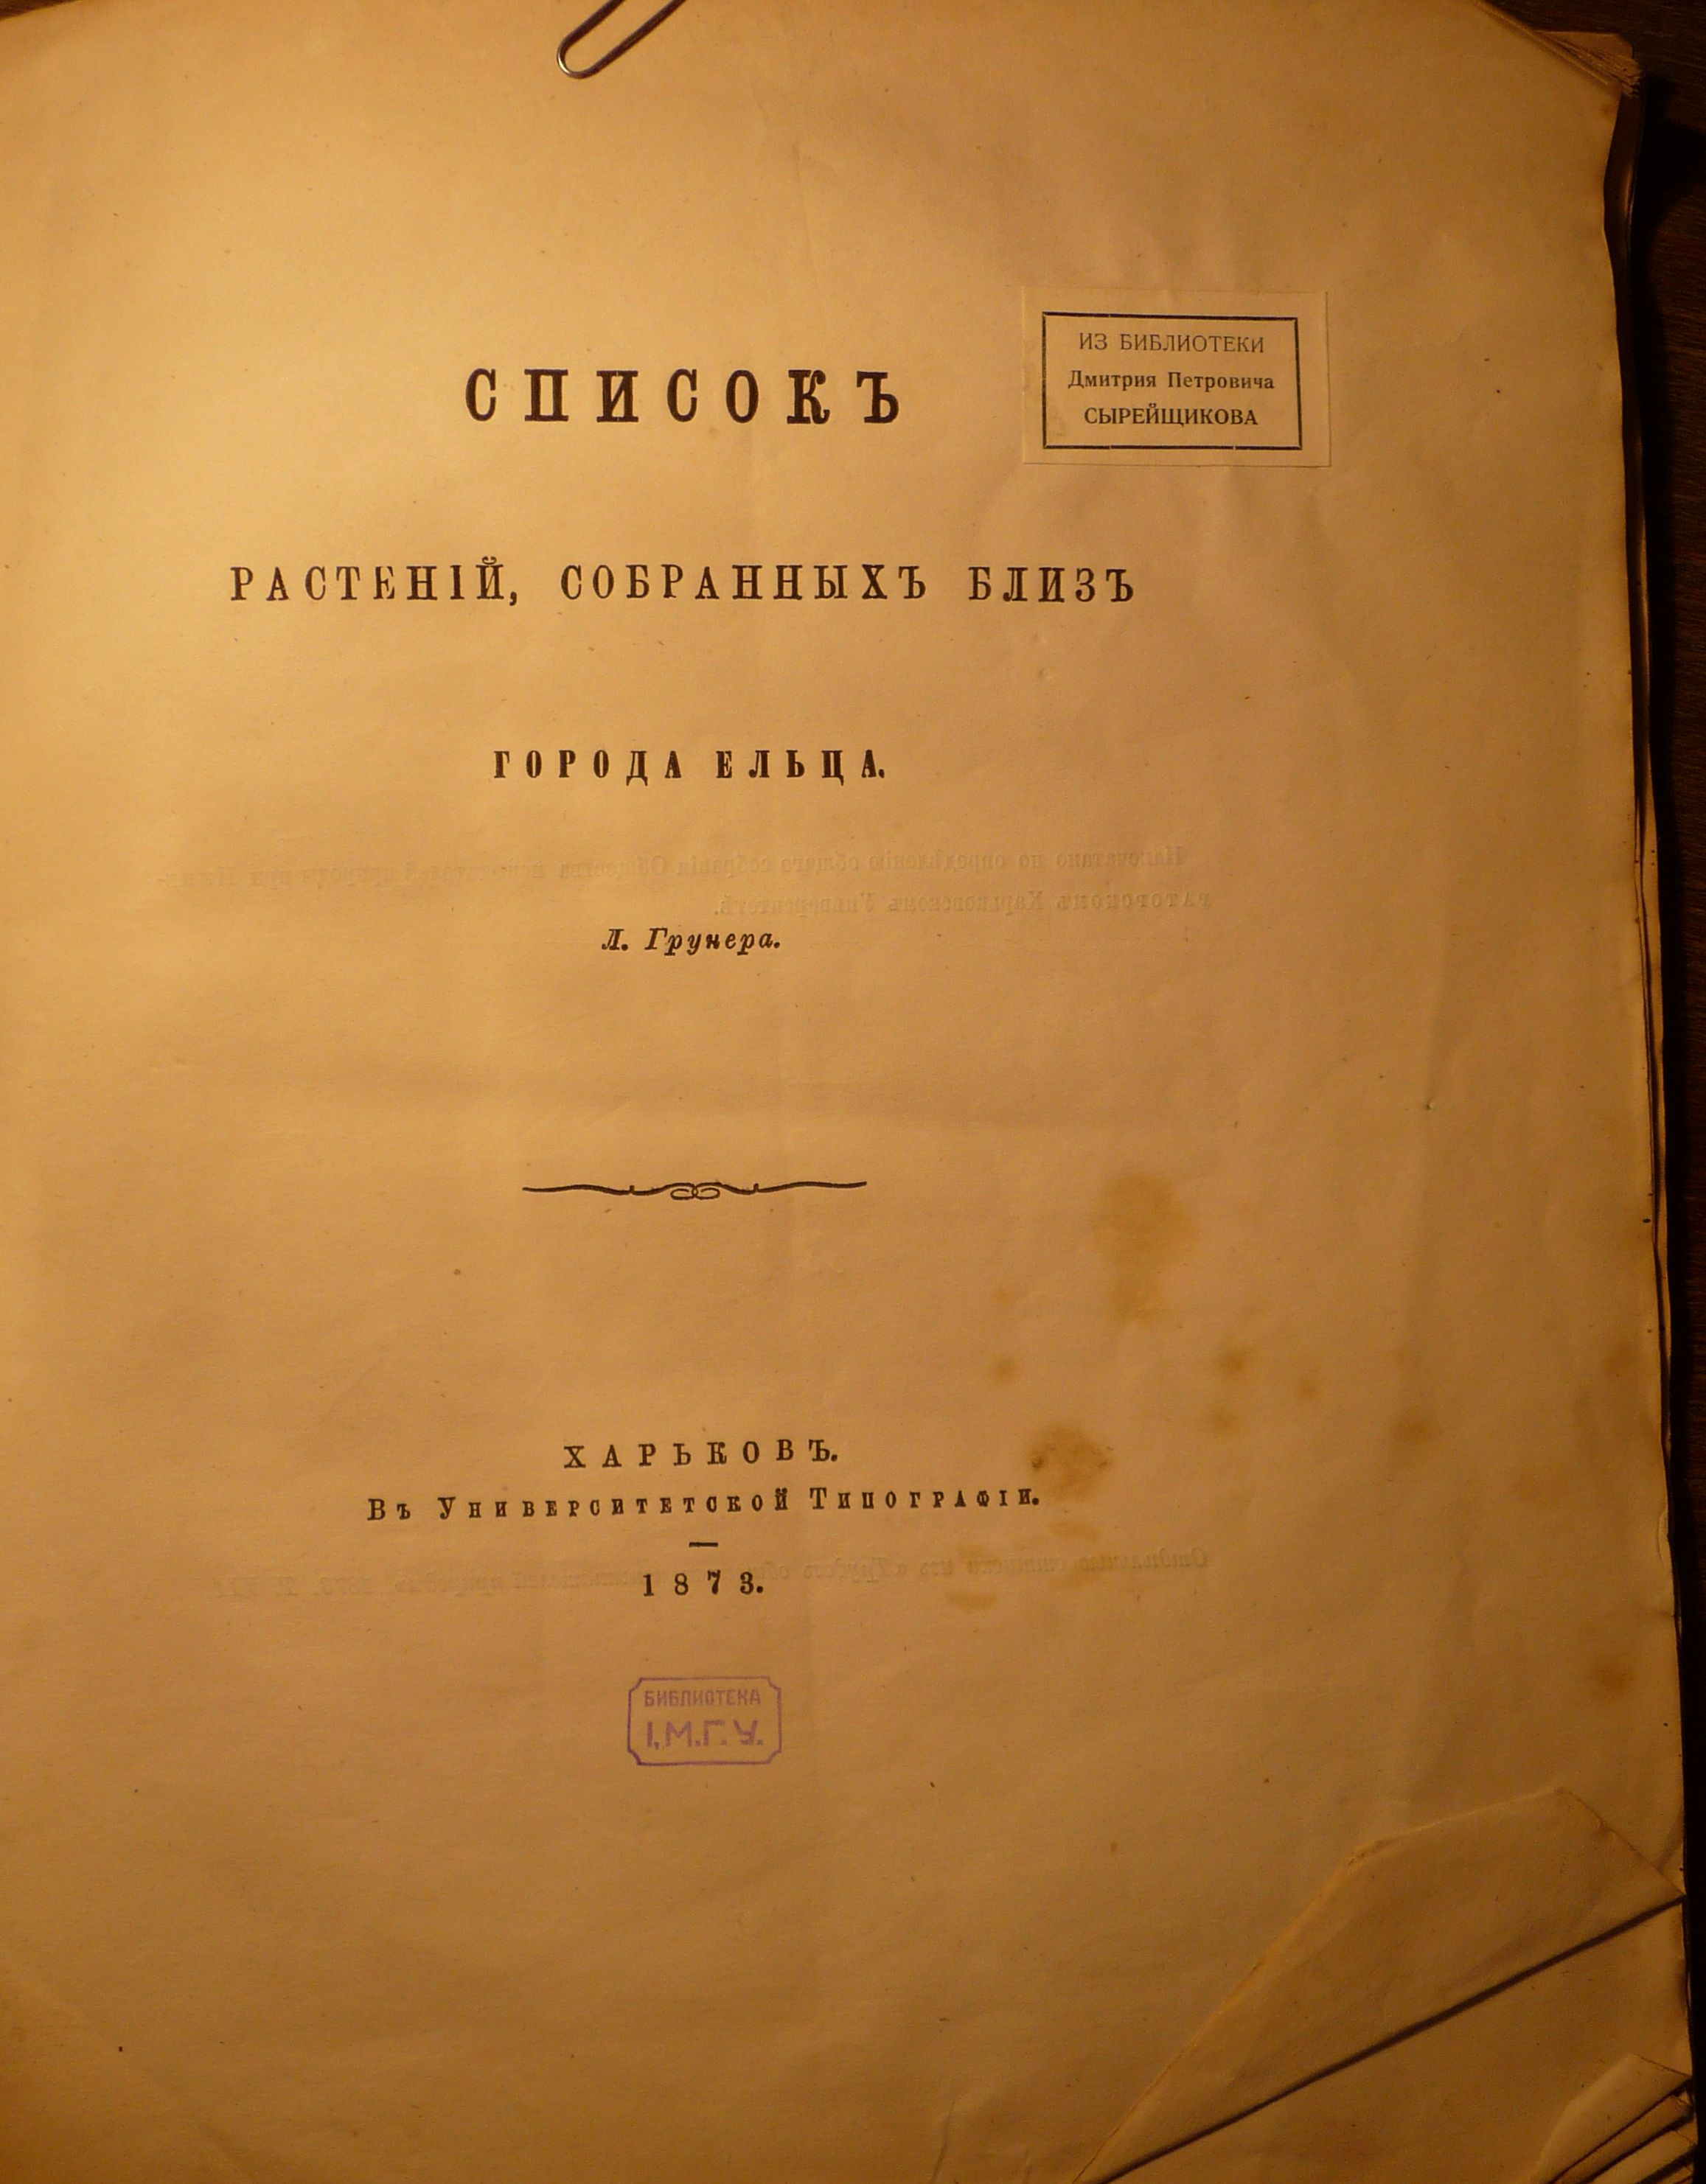 СПИСОКЪ
ИЗ БИБЛИОТЕКИ
Дмитрия Петровича
СЫРЕЙЩИКОВА
РАСТЕНІЙ, СОБРАННЫХЪ БЛИЗЪ
ГОРОДА ЕЛЬЦА.
Л. Грунера.
ХАРЬКОВЪ.
Въ Университетской Типографіи.
1873.
БИБЛИОТЕКА
I.М.Г.У.